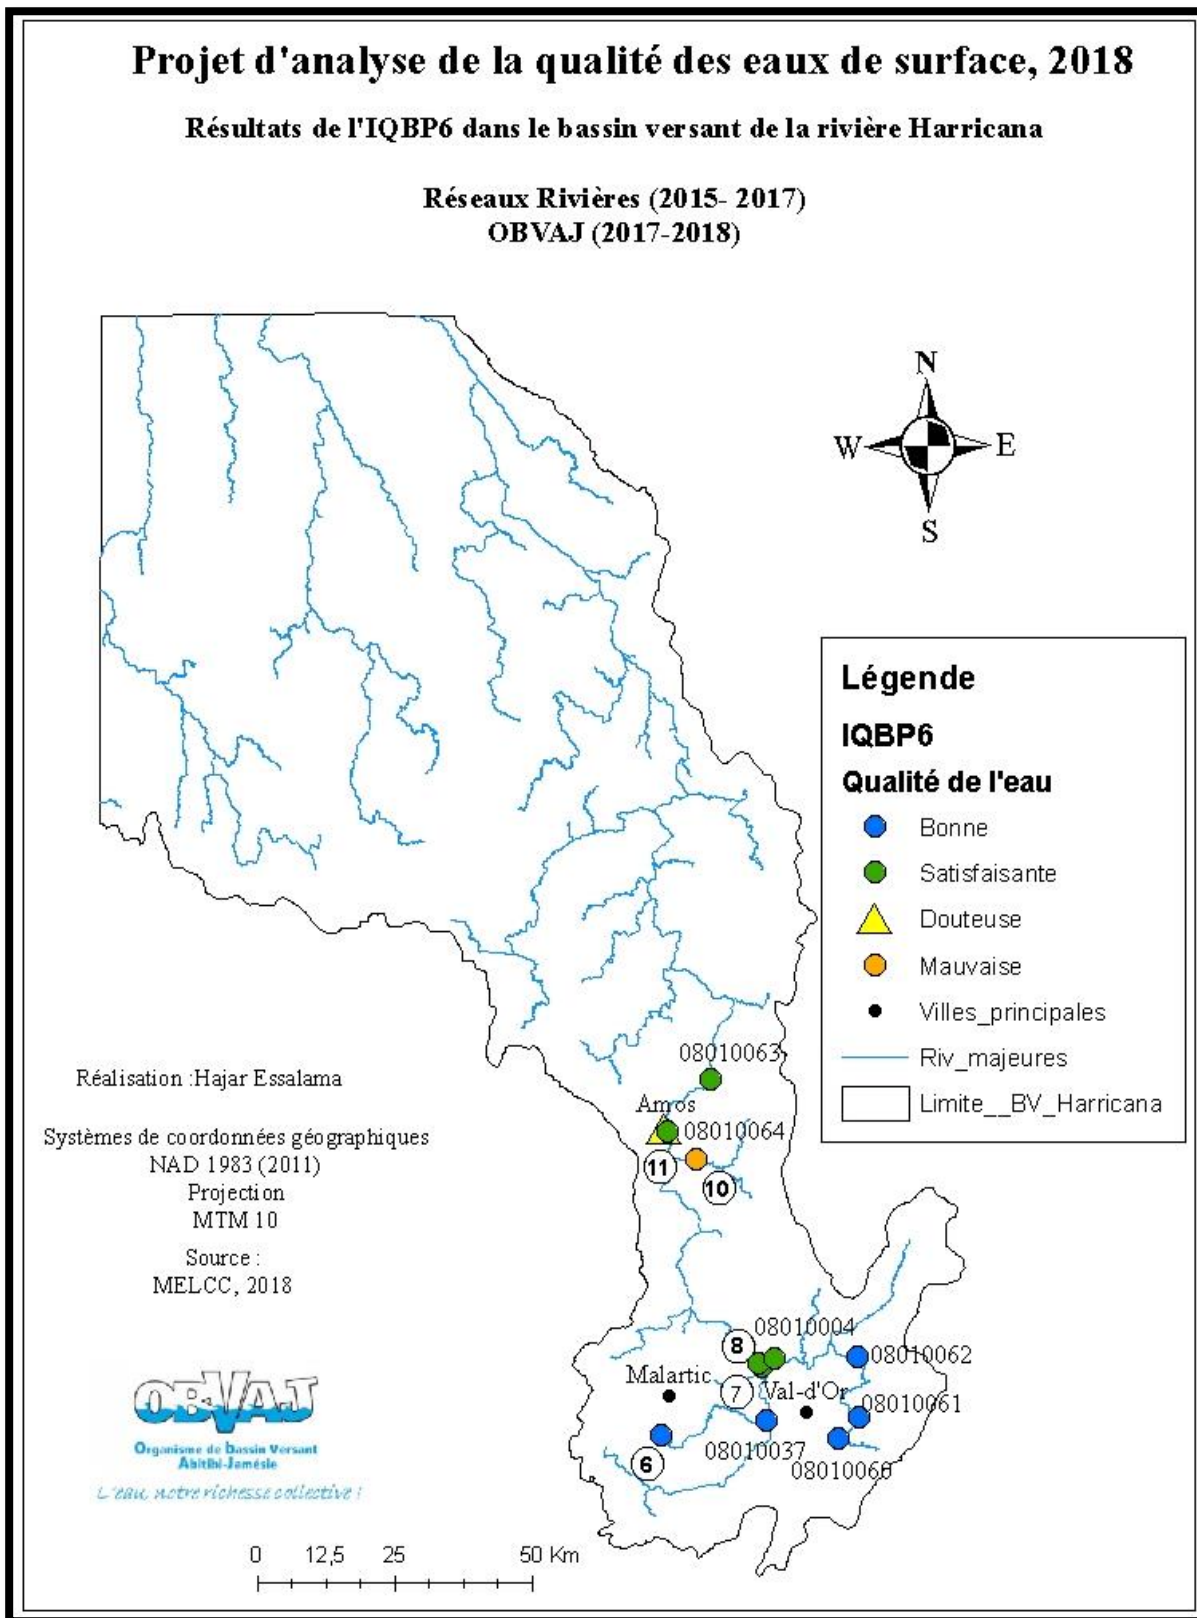 Projet d'analyse de la qualité des eaux de surface, 2018
Résultats de l'IQBP6 dans le bassin versant de la rivière Harricana
Réseaux Rivières (2015- 2017)
OBVAJ (2017-2018)
N
W
E
S
Légende
IQBP6
Qualité de l'eau
Bonne
Satisfaisante
Douteuse
Mauvaise
Villes_principales
Riv_majeures
Limite__BV_Harricana
08010063
Amos
08010064
11
10
Réalisation :Hajar Essalama
Systèmes de coordonnées géographiques
NAD 1983 (2011)
Projection
MTM 10
Source :
MELCC, 2018
08010004
8
08010062
Malartic
7
Val-d'Or
08010061
08010037
6
08010060
OBVAJ
Organisme de Bassin Versant
Abitibi-Jamésie
L'eau, notre richesse collective !
0 12,5 25 50 Km